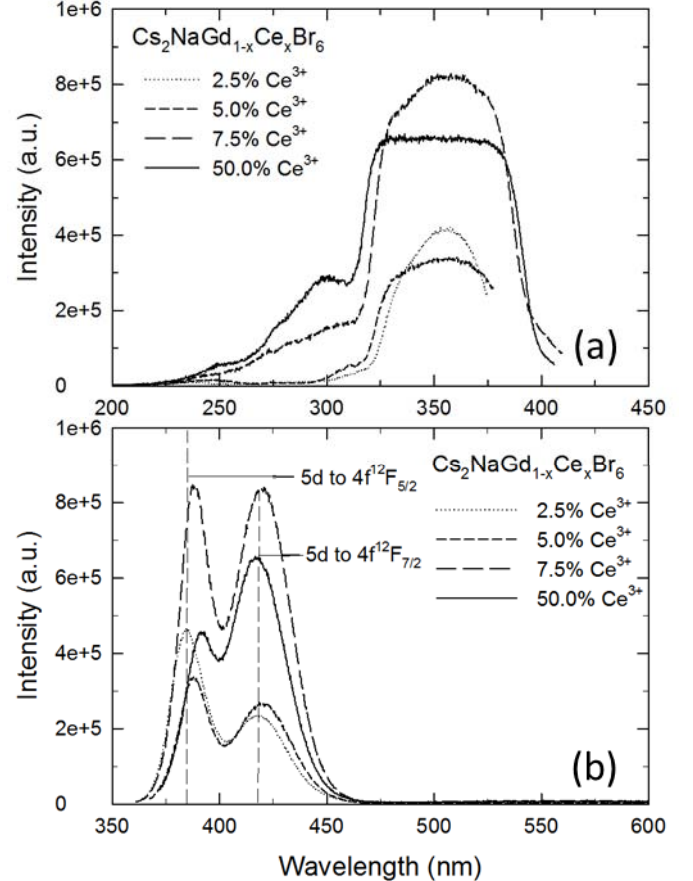 1e+6
Cs₂NaGd₁₋ₓCeₓBr₆
2.5% Ce³⁺
5.0% Ce³⁺
7.5% Ce³⁺
50.0% Ce³⁺
8e+5
6e+5
4e+5
2e+5
0
Intensity (a.u.)
(a)
200 250 300 350 400 450
1e+6
Cs₂NaGd₁₋ₓCeₓBr₆
5d to 4f¹²F₅/₂
2.5% Ce³⁺
5.0% Ce³⁺
7.5% Ce³⁺
50.0% Ce³⁺
5d to 4f¹²F₇/₂
8e+5
6e+5
4e+5
2e+5
0
Intensity (a.u.)
(b)
350 400 450 500 550 600
Wavelength (nm)